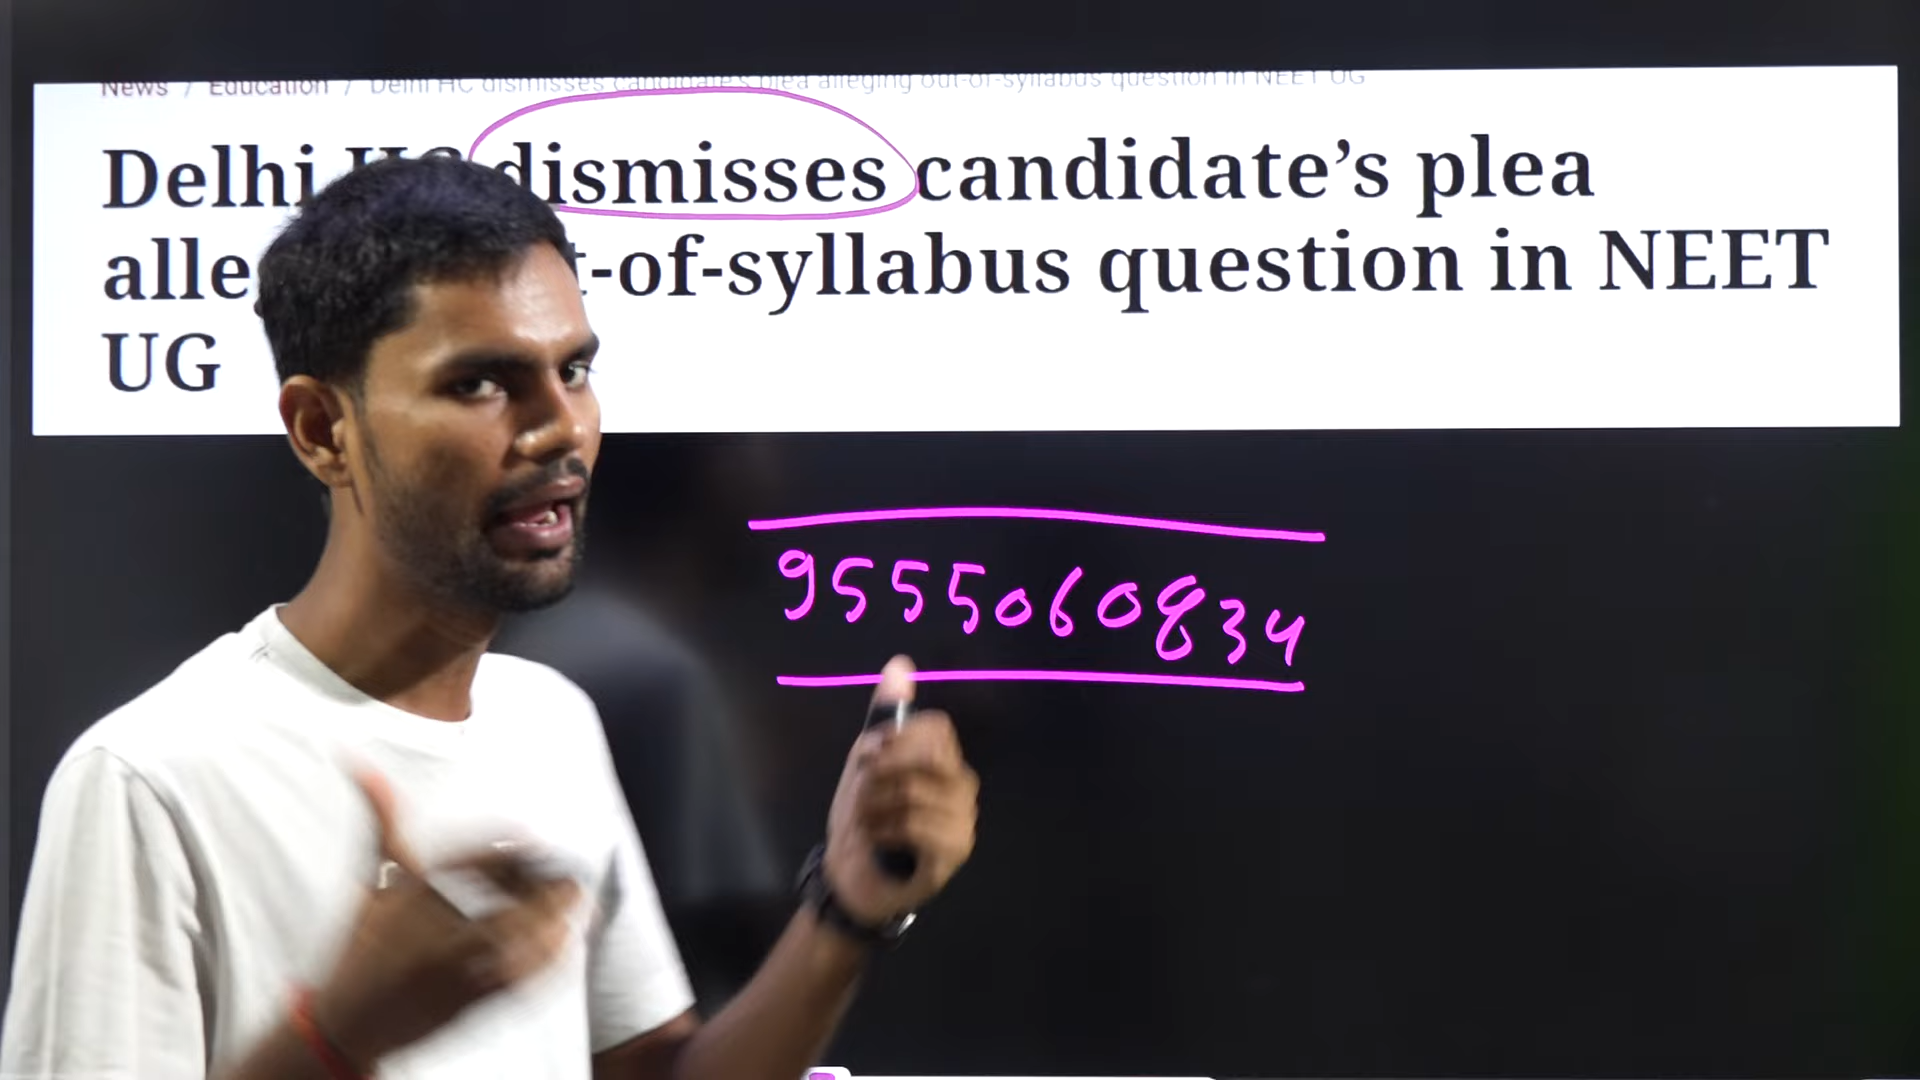 News / Education / Delhi HC dismisses candidate's plea alleging out-of-syllabus question in NEET UG
Delhi HC dismisses candidate’s plea
alle t-of-syllabus question in NEET
UG
9555060834